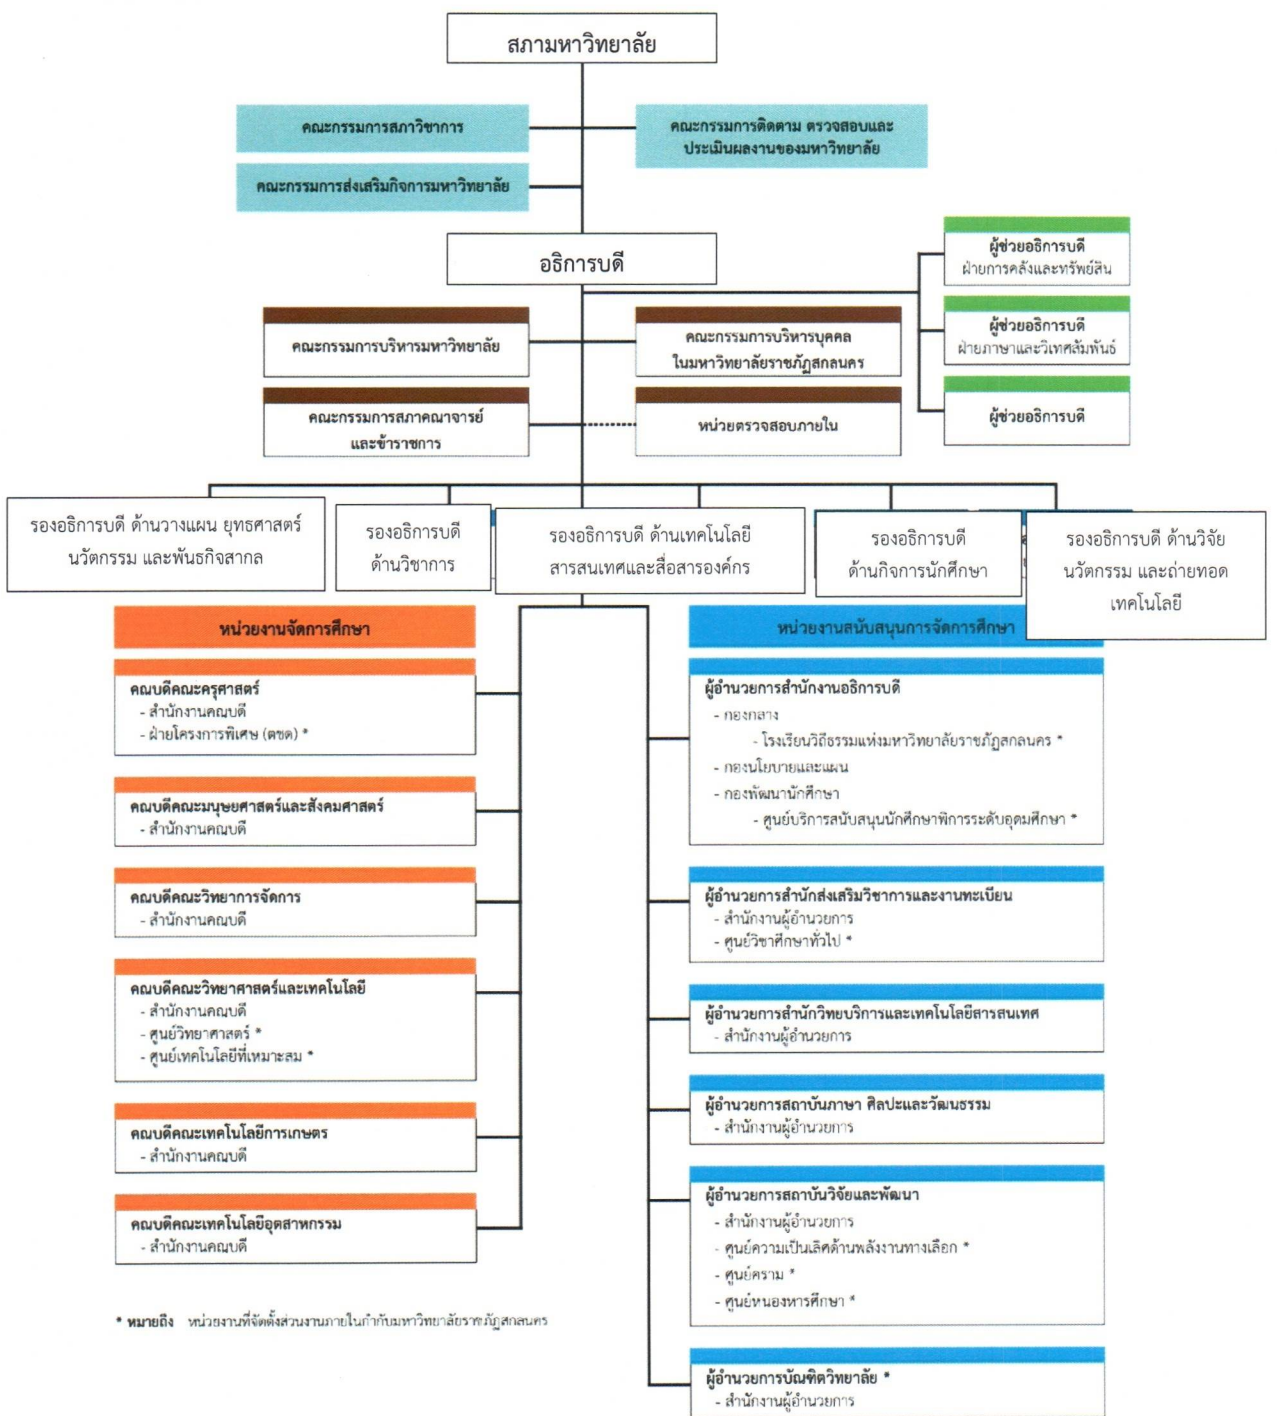 สภามหาวิทยาลัย
คณะกรรมการสภาวิชาการ
คณะกรรมการติดตาม ตรวจสอบและ
ประเมินผลงานของมหาวิทยาลัย
คณะกรรมการส่งเสริมกิจการมหาวิทยาลัย
อธิการบดี
ผู้ช่วยอธิการบดี
ฝ่ายการคลังและทรัพย์สิน
ผู้ช่วยอธิการบดี
ฝ่ายภาษาและวิเทศสัมพันธ์
ผู้ช่วยอธิการบดี
คณะกรรมการบริหารมหาวิทยาลัย
คณะกรรมการบริหารบุคคล
ในมหาวิทยาลัยราชภัฏสกลนคร
คณะกรรมการสภาคณาจารย์
และข้าราชการ
หน่วยตรวจสอบภายใน
รองอธิการบดี ด้านวางแผน ยุทธศาสตร์
นวัตกรรม และพันธกิจสากล
รองอธิการบดี
ด้านวิชาการ
รองอธิการบดี ด้านเทคโนโลยี
สารสนเทศและสื่อสารองค์กร
รองอธิการบดี
ด้านกิจการนักศึกษา
รองอธิการบดี ด้านวิจัย
นวัตกรรม และถ่ายทอด
เทคโนโลยี
หน่วยงานจัดการศึกษา
คณบดีคณะครุศาสตร์
- สำนักงานคณบดี
- ฝ่ายโครงการพิเศษ (ตชด) *
คณบดีคณะมนุษยศาสตร์และสังคมศาสตร์
- สำนักงานคณบดี
คณบดีคณะวิทยาการจัดการ
- สำนักงานคณบดี
คณบดีคณะวิทยาศาสตร์และเทคโนโลยี
- สำนักงานคณบดี
- ศูนย์วิทยาศาสตร์ *
- ศูนย์เทคโนโลยีที่เหมาะสม *
คณบดีคณะเทคโนโลยีการเกษตร
- สำนักงานคณบดี
คณบดีคณะเทคโนโลยีอุตสาหกรรม
- สำนักงานคณบดี
* หมายถึง หน่วยงานที่จัดตั้งส่วนงานภายในกำกับมหาวิทยาลัยราชภัฏสกลนคร
หน่วยงานสนับสนุนการจัดการศึกษา
ผู้อำนวยการสำนักงานอธิการบดี
- กองกลาง
- โรงเรียนวิถีธรรมแห่งมหาวิทยาลัยราชภัฏสกลนคร *
- กองนโยบายและแผน
- กองพัฒนานักศึกษา
- ศูนย์บริการสนับสนุนนักศึกษาพิการระดับอุดมศึกษา *
ผู้อำนวยการสำนักส่งเสริมวิชาการและงานทะเบียน
- สำนักงานผู้อำนวยการ
- ศูนย์วิชาศึกษาทั่วไป *
ผู้อำนวยการสำนักวิทยบริการและเทคโนโลยีสารสนเทศ
- สำนักงานผู้อำนวยการ
ผู้อำนวยการสถาบันภาษา ศิลปะและวัฒนธรรม
- สำนักงานผู้อำนวยการ
ผู้อำนวยการสถาบันวิจัยและพัฒนา
- สำนักงานผู้อำนวยการ
- ศูนย์ความเป็นเลิศด้านพลังงานทางเลือก *
- ศูนย์คราม *
- ศูนย์หนองหารศึกษา *
ผู้อำนวยการบัณฑิตวิทยาลัย *
- สำนักงานผู้อำนวยการ